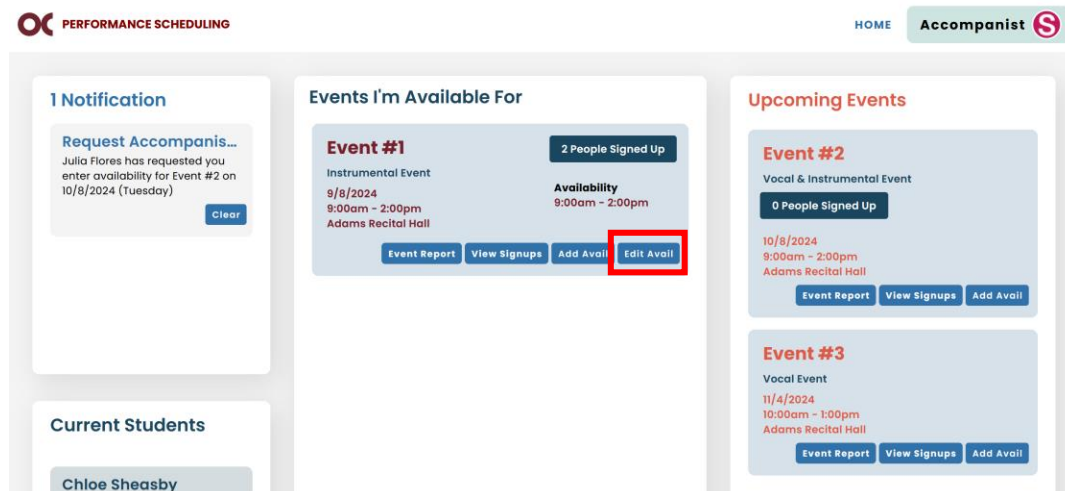 OC PERFORMANCE SCHEDULING
HOME
Accompanist S
1 Notification
Request Accompanis...
Julia Flores has requested you
enter availability for Event #2 on
10/8/2024 (Tuesday)
Clear
Current Students
Chloe Sheasby
Events I'm Available For
Event #1
2 People Signed Up
Instrumental Event
9/8/2024
9:00am - 2:00pm
Adams Recital Hall
Availability
9:00am - 2:00pm
Event Report View Signups Add Avail Edit Avail
Upcoming Events
Event #2
Vocal & Instrumental Event
0 People Signed Up
10/8/2024
9:00am - 2:00pm
Adams Recital Hall
Event Report View Signups Add Avail
Event #3
Vocal Event
11/4/2024
10:00am - 1:00pm
Adams Recital Hall
Event Report View Signups Add Avail